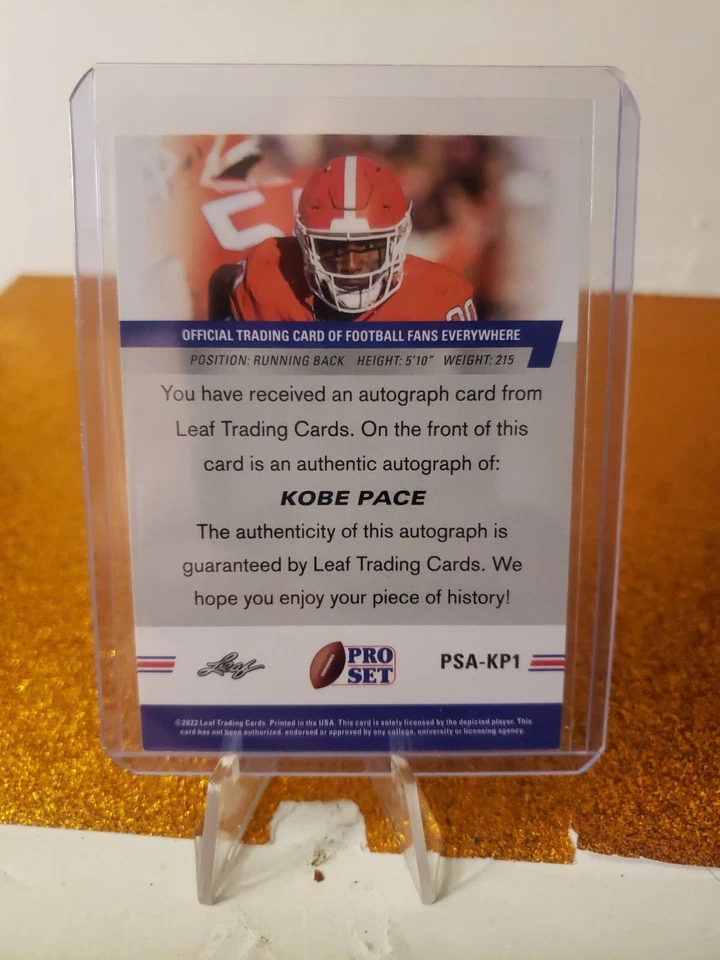 OFFICIAL TRADING CARD OF FOOTBALL FANS EVERYWHERE
POSITION: RUNNING BACK HEIGHT: 5'10" WEIGHT: 215
You have received an autograph card from
Leaf Trading Cards. On the front of this
card is an authentic autograph of:
KOBE PACE
The authenticity of this autograph is
guaranteed by Leaf Trading Cards. We
hope you enjoy your piece of history!
Leaf
PRO
SET
PSA-KP1
©2022 Leaf Trading Cards. Printed in the USA. This card is solely licensed by the depicted player. This
card has not been authorized, endorsed or approved by any college, university or licensing agency.